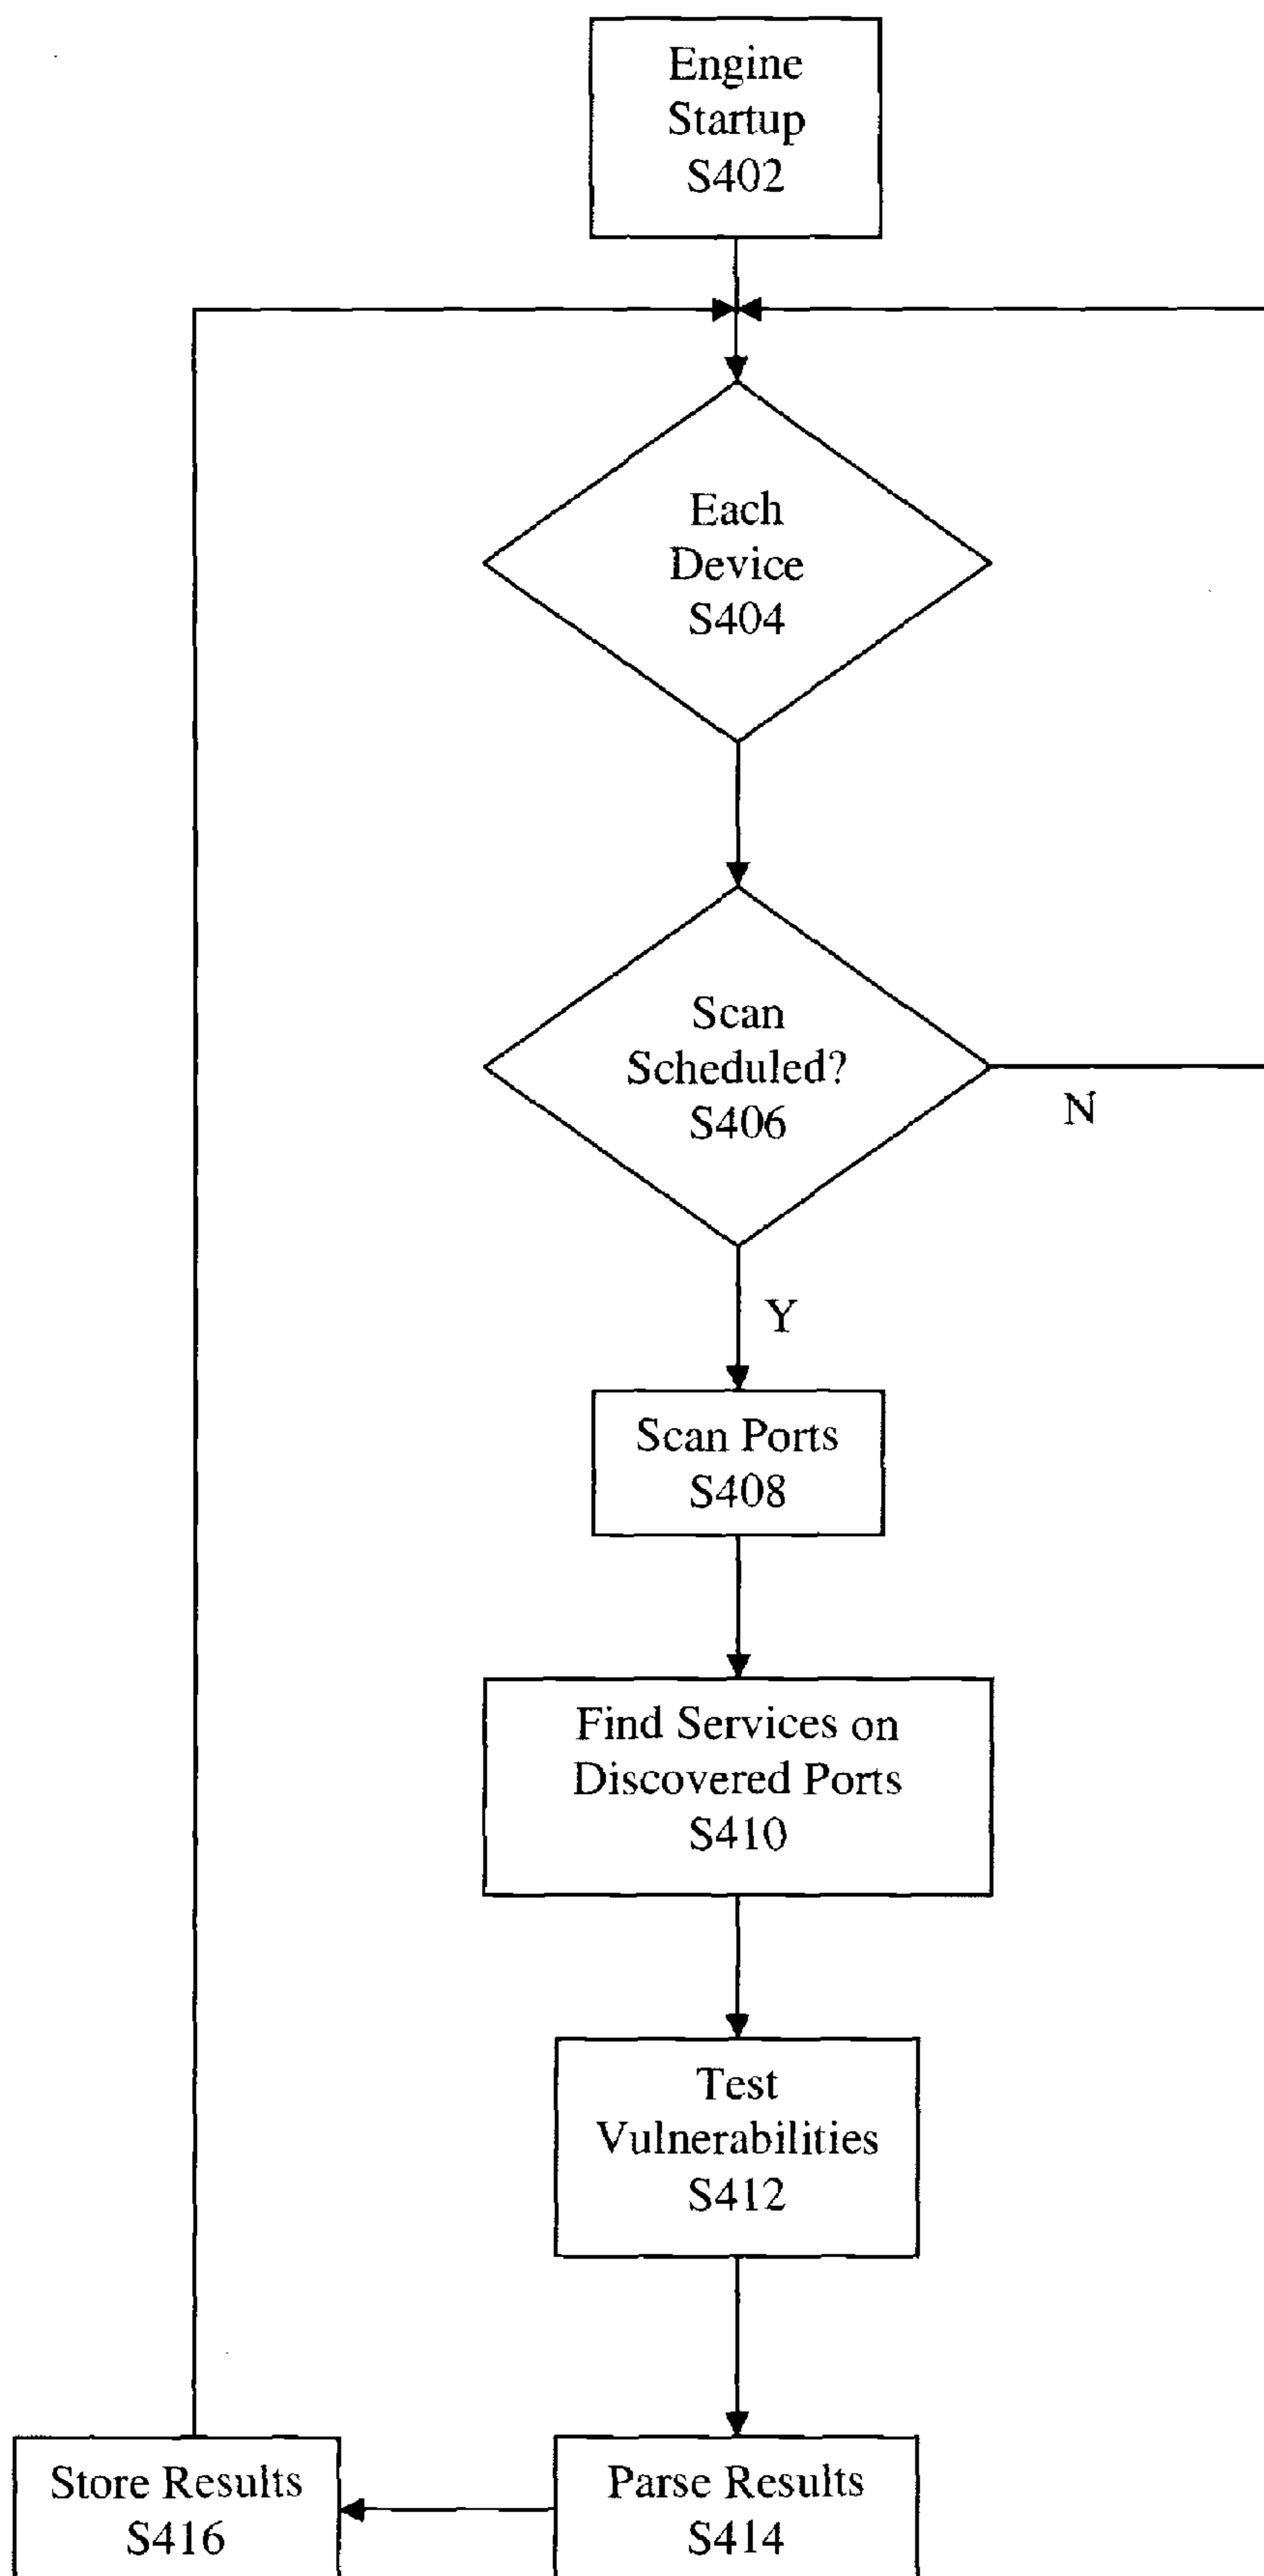 Engine
Startup
S402
Each
Device
S404
Scan
Scheduled?
S406
N
Y
Scan Ports
S408
Find Services on
Discovered Ports
S410
Test
Vulnerabilities
S412
Store Results
S416
Parse Results
S414